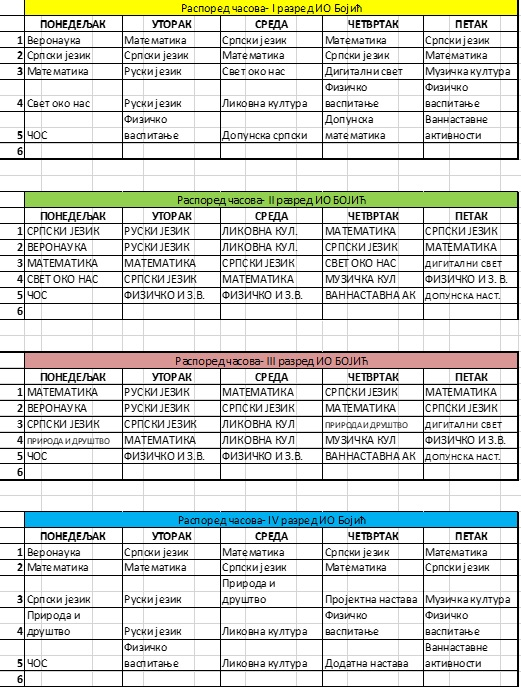 Распоред часова- I разред ИО Бојић
ПОНЕДЕЉАК УТОРАК СРЕДА ЧЕТВРТАК ПЕТАК
1 Веронаука Математика Српски језик Математика Српски језик
2 Српски језик Српски језик Математика Српски језик Математика
3 Математика Руски језик Свет око нас Дигитални свет Музичка култура
Физичко Физичко
4 Свет око нас Руски језик Ликовна култура васпитање васпитање
Физичко Допунска Ваннаставне
5 ЧОС васпитање Допунска српски математика активности
6
Распоред часова- II разред ИО БОЈИЋ
ПОНЕДЕЉАК УТОРАК СРЕДА ЧЕТВРТАК ПЕТАК
1 СРПСКИ ЈЕЗИК РУСКИ ЈЕЗИК ЛИКОВНА КУЛ. МАТЕМАТИКА СРПСКИ ЈЕЗИК
2 ВЕРОНАУКА РУСКИ ЈЕЗИК ЛИКОВНА КУЛ. СРПСКИ ЈЕЗИК МАТЕМАТИКА
3 МАТЕМАТИКА МАТЕМАТИКА СРПСКИ ЈЕЗИК СВЕТ ОКО НАС ДИГИТАЛНИ СВЕТ
4 СВЕТ ОКО НАС СРПСКИ ЈЕЗИК МАТЕМАТИКА МУЗИЧКА КУЛ ФИЗИЧКО И З.В.
5 ЧОС ФИЗИЧКО И З.В. ФИЗИЧКО И З.В. ВАННАСТАВНА АК ДОПУНСКА НАСТ.
6
Распоред часова- III разред ИО БОЈИЋ
ПОНЕДЕЉАК УТОРАК СРЕДА ЧЕТВРТАК ПЕТАК
1 МАТЕМАТИКА РУСКИ ЈЕЗИК МАТЕМАТИКА СРПСКИ ЈЕЗИК МАТЕМАТИКА
2 ВЕРОНАУКА РУСКИ ЈЕЗИК СРПСКИ ЈЕЗИК МАТЕМАТИКА СРПСКИ ЈЕЗИК
3 СРПСКИ ЈЕЗИК СРПСКИ ЈЕЗИК ЛИКОВНА КУЛ ПРИРОДА И ДРУШТВО ДИГИТАЛНИ СВЕТ
4 ПРИРОДА И ДРУШТВО МАТЕМАТИКА ЛИКОВНА КУЛ МУЗИЧКА КУЛ ФИЗИЧКО И З.В.
5 ЧОС ФИЗИЧКО И З.В. ФИЗИЧКО И З.В. ВАННАСТАВНА АК ДОПУНСКА НАСТ.
6
Распоред часова- IV разред ИО Бојић
ПОНЕДЕЉАК УТОРАК СРЕДА ЧЕТВРТАК ПЕТАК
1 Веронаука Српски језик Математика Српски језик Математика
2 Математика Математика Српски језик Математика Српски језик
Природа и
3 Српски језик Руски језик друштво Пројектна настава Музичка култура
Природа и Физичко Физичко
4 друштво Руски језик Ликовна култура васпитање васпитање
Физичко Ваннаставне
5 ЧОС васпитање Ликовна култура Додатна настава активности
6